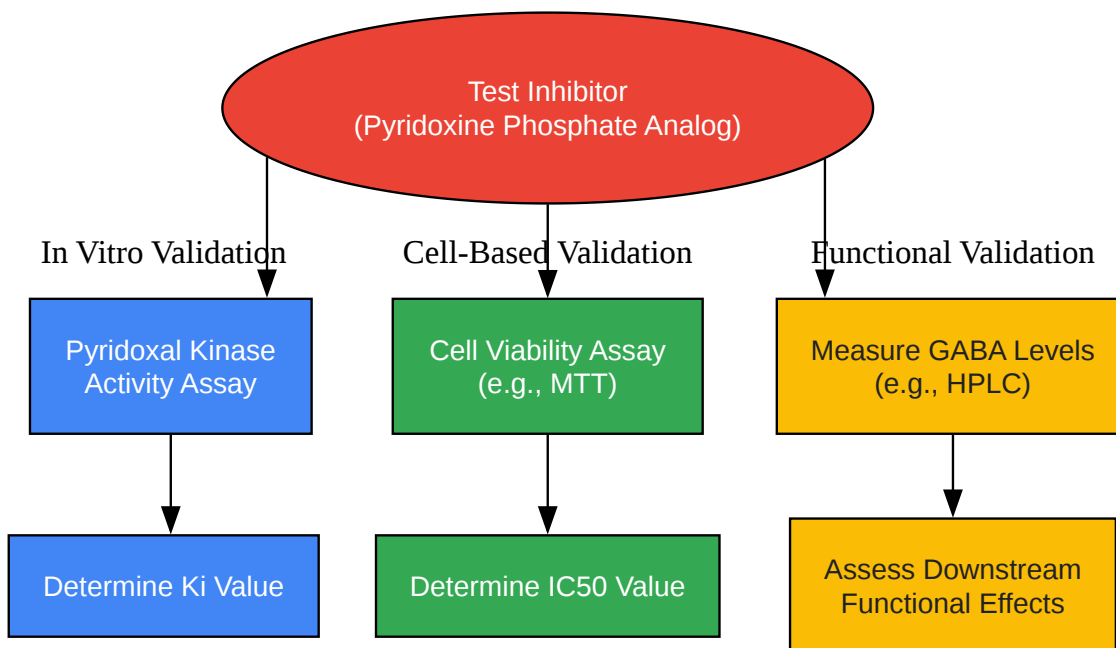 Test Inhibitor
(Pyridoxine Phosphate Analog)
In Vitro Validation
Cell-Based Validation
Functional Validation
Pyridoxal Kinase
Activity Assay
Cell Viability Assay
(e.g., MTT)
Measure GABA Levels
(e.g., HPLC)
Determine Ki Value
Determine IC50 Value
Assess Downstream
Functional Effects